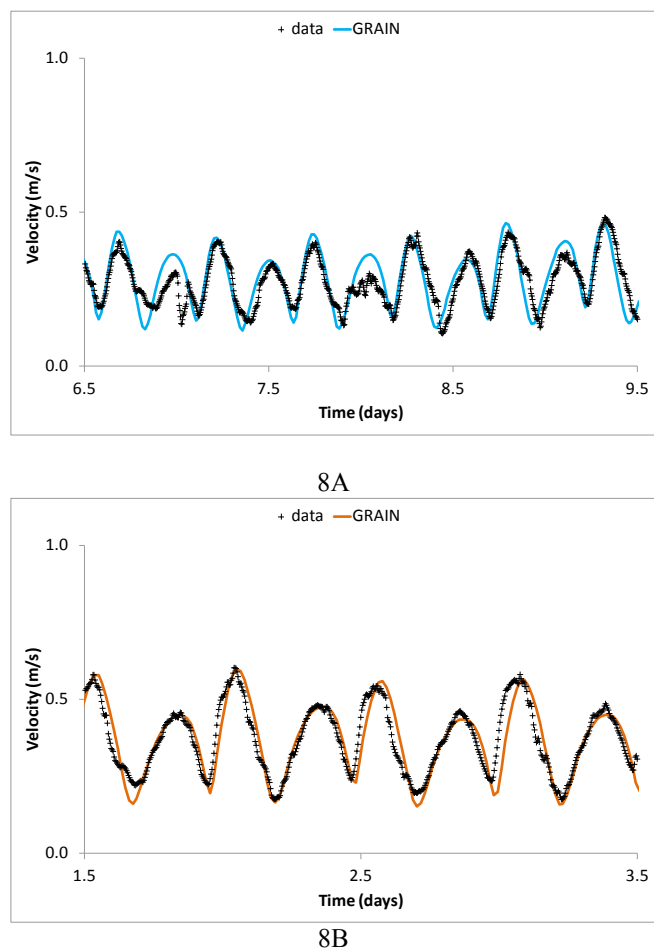 + data — GRAIN
1.0
Velocity (m/s)
0.5
0.0
6.5 7.5 8.5 9.5
Time (days)
8A
+ data — GRAIN
1.0
Velocity (m/s)
0.5
0.0
1.5 2.5 3.5
Time (days)
8B